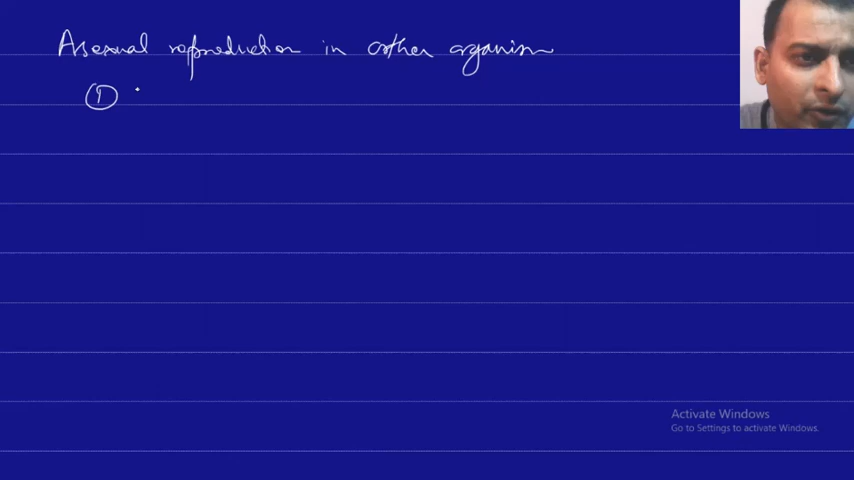 Asexual reproduction in other organism
①
Activate Windows
Go to Settings to activate Windows.